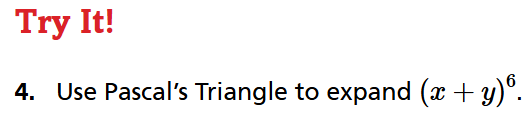 Try It!
4. Use Pascal's Triangle to expand $(x + y)^6$.